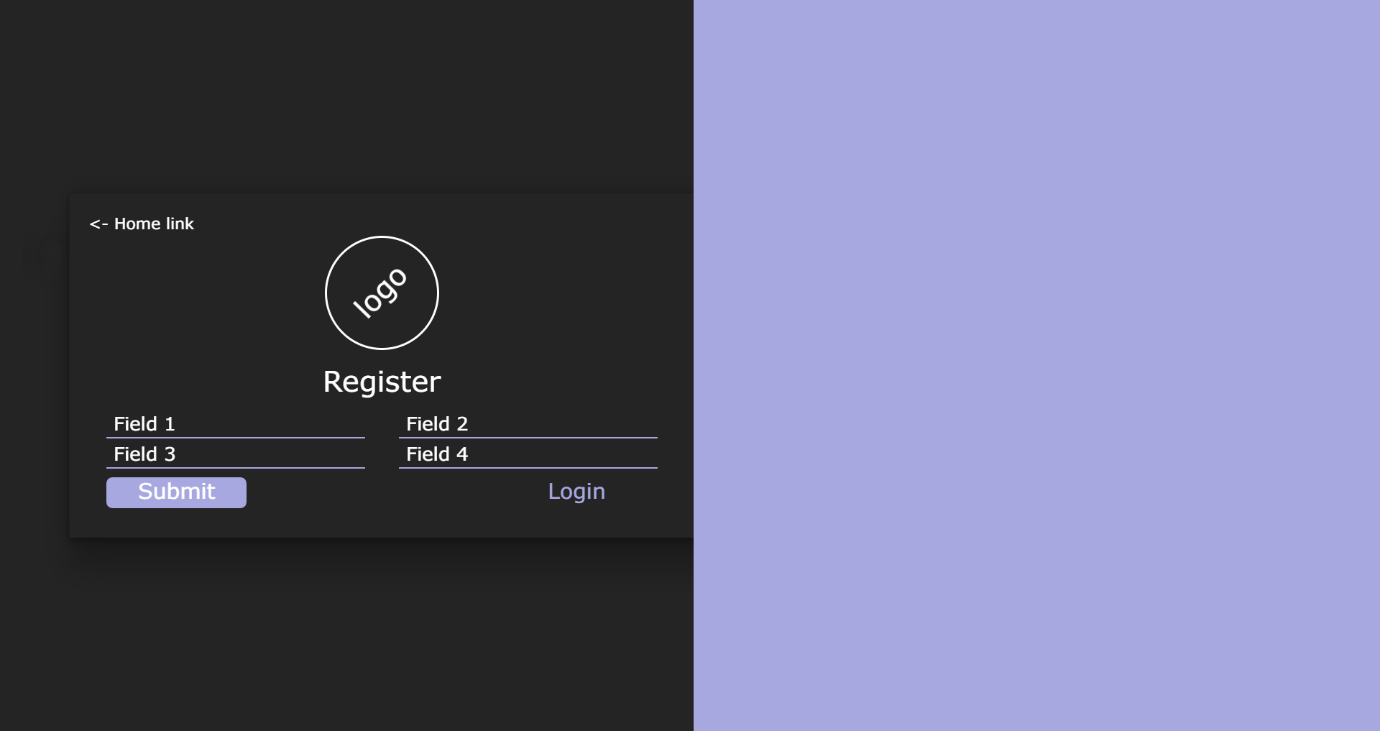 <- Home link
logo
Register
Field 1 Field 2
Field 3 Field 4
Submit Login